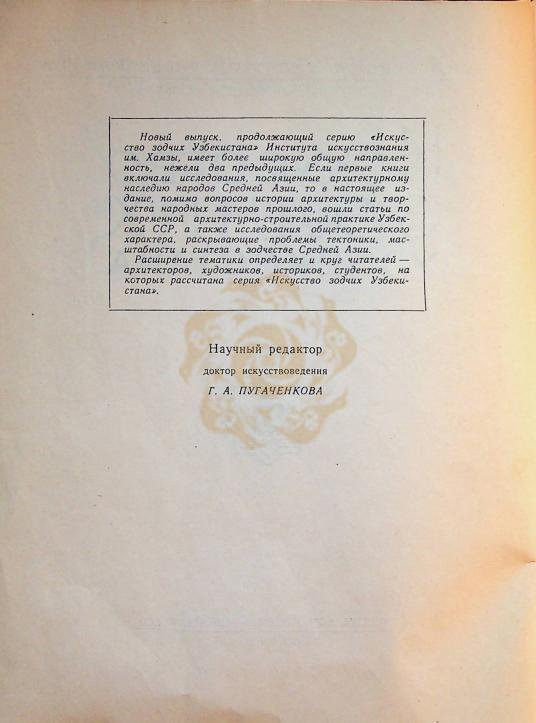 Новый выпуск, продолжающий серию «Искус-
ство зодчих Узбекистана» Института искусствознания
им. Хамзы, имеет более широкую общую направлен-
ность, нежели два предыдущих. Если первые книги
включали исследования, посвященные архитектурному
наследию народов Средней Азии, то в настоящее из-
дание, помимо вопросов истории архитектуры и твор-
чества народных мастеров прошлого, вошли статьи по
современной архитектурно-строительной практике Узбек-
ской ССР, а также исследования общетеоретического
характера, раскрывающие проблемы тектоники, мас-
штабности и синтеза в зодчестве Средней Азии.
Расширение тематики определяет и круг читателей —
архитекторов, художников, историков, студентов, на
которых рассчитана серия «Искусство зодчих Узбеки-
стана».
Научный редактор
доктор искусствоведения
Г. А. ПУГАЧЕНКОВА